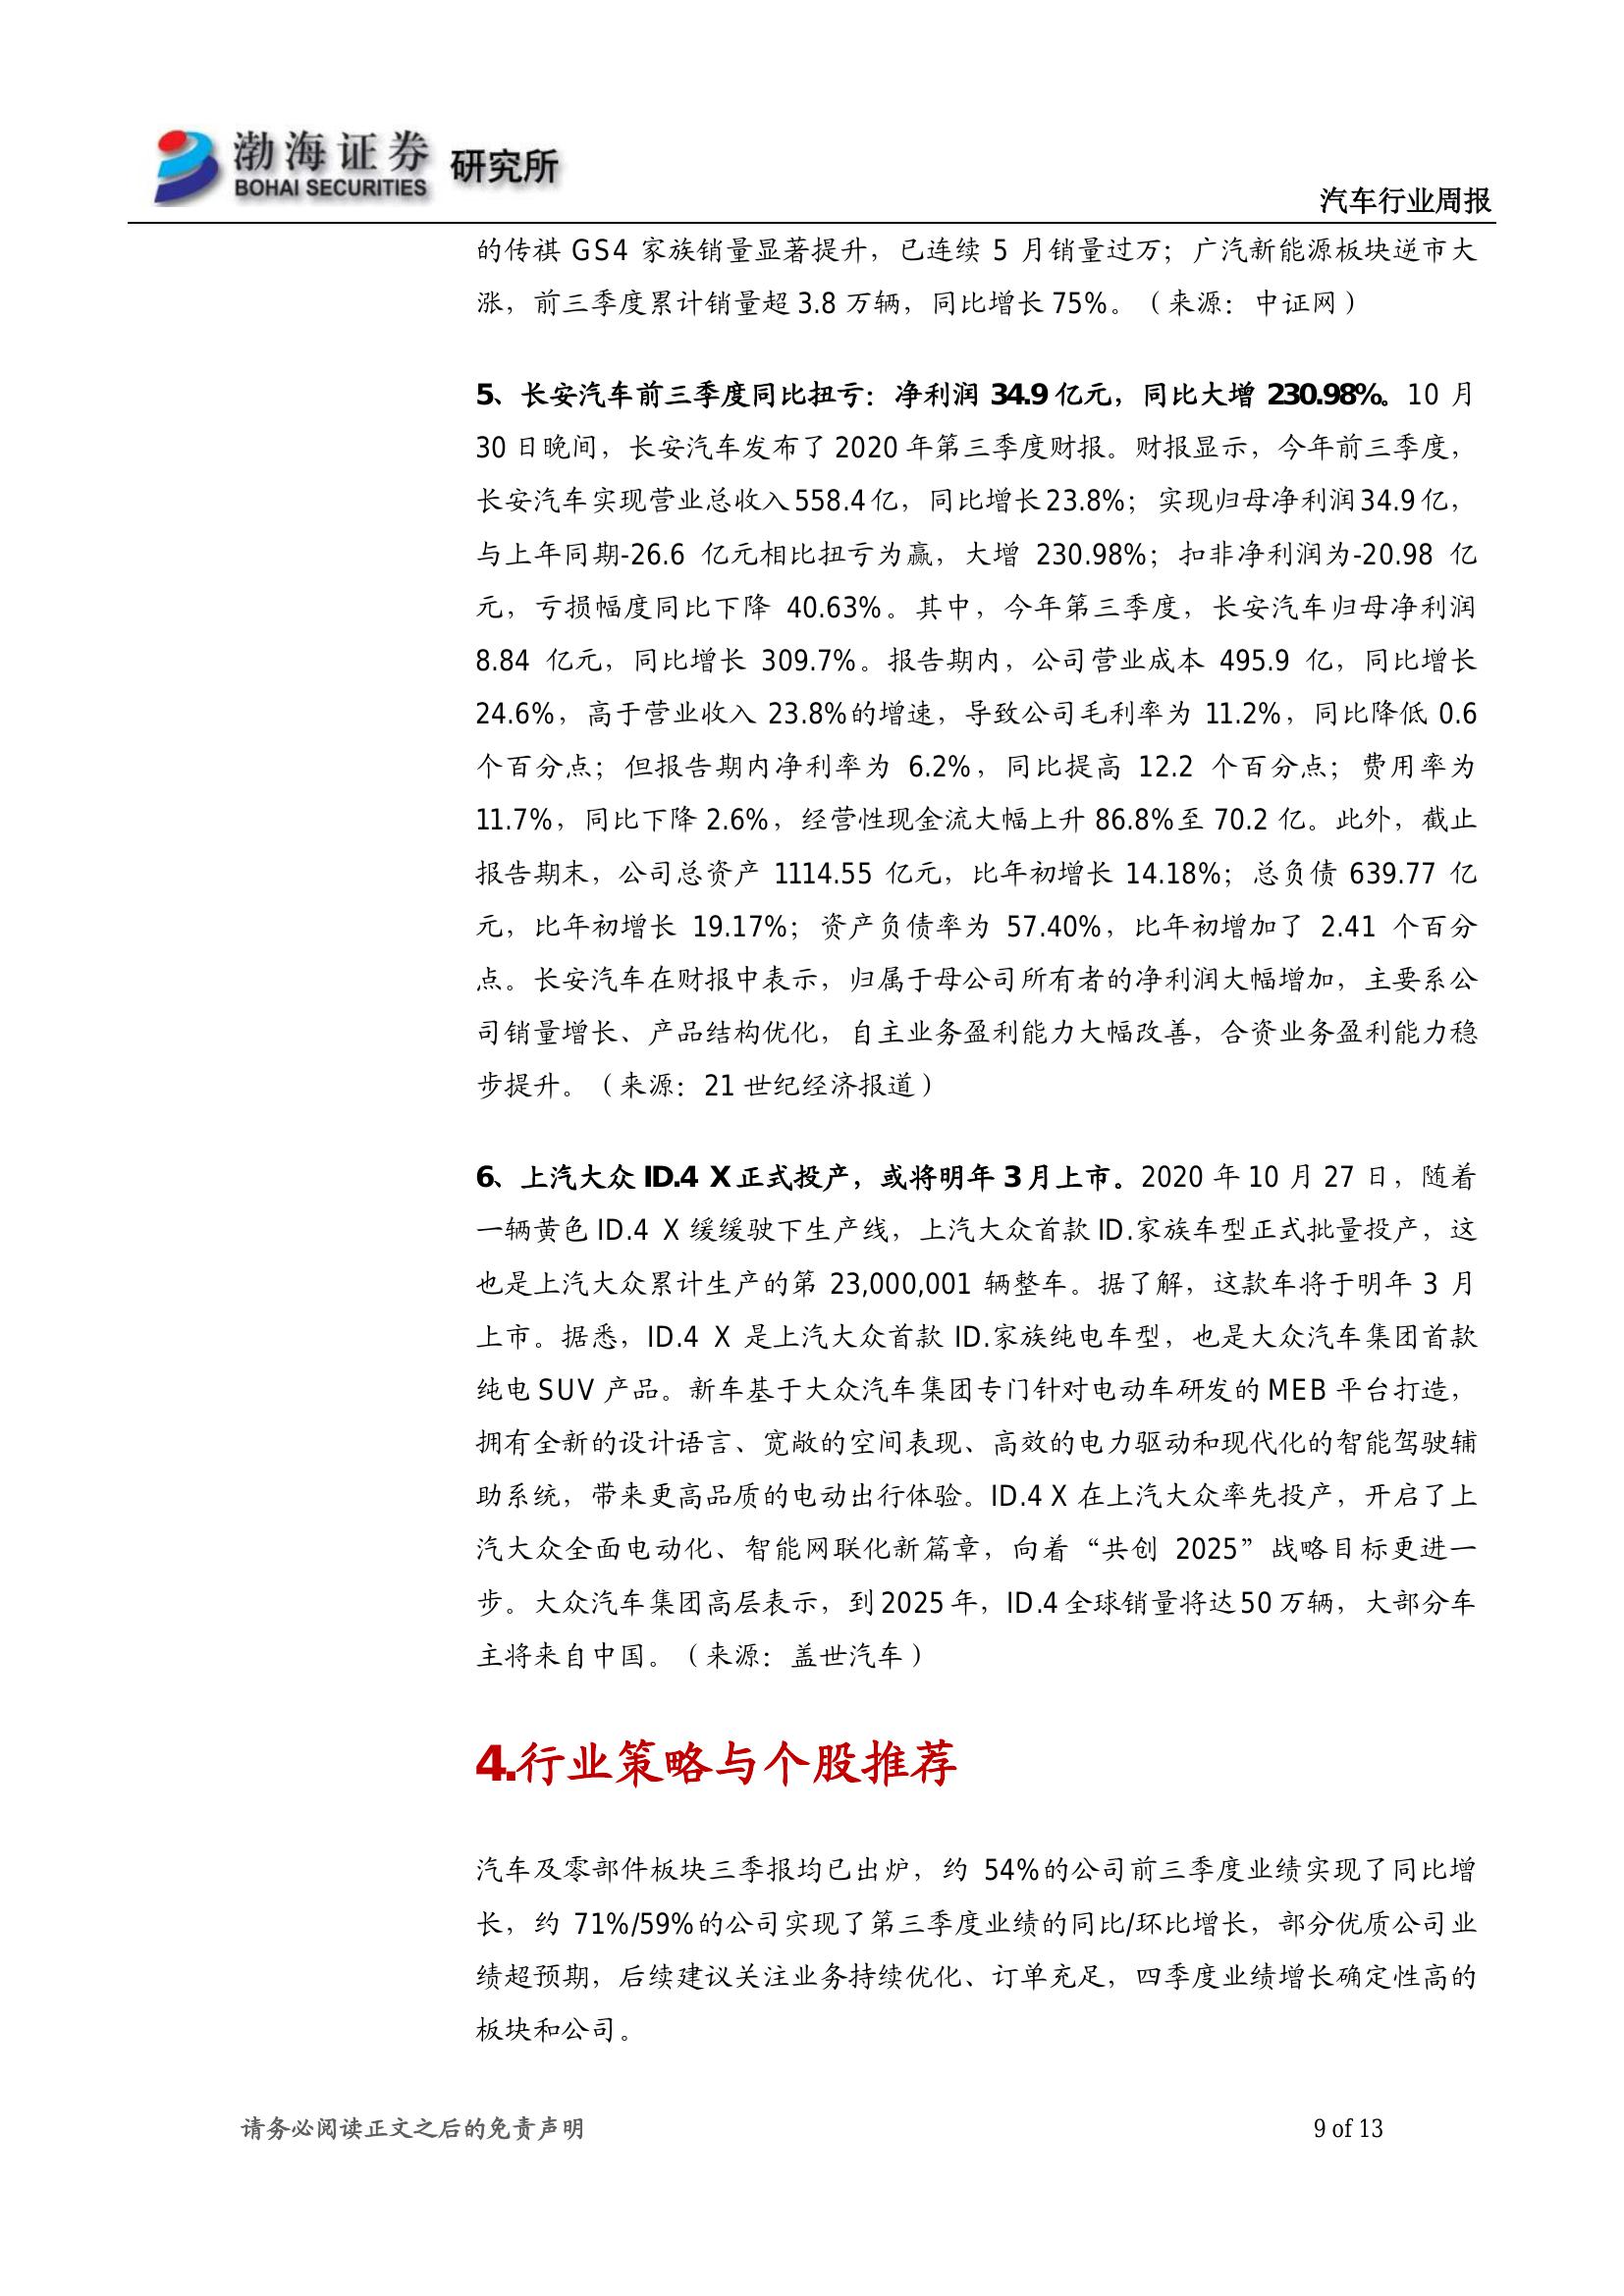 渤海证券 研究所
BOHAI SECURITIES
汽车行业周报
的传祺 GS4 家族销量显著提升，已连续 5 月销量过万；广汽新能源板块逆市大
涨，前三季度累计销量超 3.8 万辆，同比增长 75%。（来源：中证网）
5、长安汽车前三季度同比扭亏：净利润 34.9 亿元，同比大增 230.98%。10 月
30 日晚间，长安汽车发布了 2020 年第三季度财报。财报显示，今年前三季度，
长安汽车实现营业总收入 558.4 亿，同比增长 23.8%；实现归母净利润 34.9 亿，
与上年同期-26.6 亿元相比扭亏为赢，大增 230.98%；扣非净利润为-20.98 亿
元，亏损幅度同比下降 40.63%。其中，今年第三季度，长安汽车归母净利润
8.84 亿元，同比增长 309.7%。报告期内，公司营业成本 495.9 亿，同比增长
24.6%，高于营业收入 23.8%的增速，导致公司毛利率为 11.2%，同比降低 0.6
个百分点；但报告期内净利率为 6.2%，同比提高 12.2 个百分点；费用率为
11.7%，同比下降 2.6%，经营性现金流大幅上升 86.8%至 70.2 亿。此外，截止
报告期末，公司总资产 1114.55 亿元，比年初增长 14.18%；总负债 639.77 亿
元，比年初增长 19.17%；资产负债率为 57.40%，比年初增加了 2.41 个百分
点。长安汽车在财报中表示，归属于母公司所有者的净利润大幅增加，主要系公
司销量增长、产品结构优化，自主业务盈利能力大幅改善，合资业务盈利能力稳
步提升。（来源：21 世纪经济报道）
6、上汽大众 ID.4 X 正式投产，或将明年 3 月上市。2020 年 10 月 27 日，随着
一辆黄色 ID.4 X 缓缓驶下生产线，上汽大众首款 ID.家族车型正式批量投产，这
也是上汽大众累计生产的第 23,000,001 辆整车。据了解，这款车将于明年 3 月
上市。据悉，ID.4 X 是上汽大众首款 ID.家族纯电车型，也是大众汽车集团首款
纯电 SUV 产品。新车基于大众汽车集团专门针对电动车研发的 MEB 平台打造，
拥有全新的设计语言、宽敞的空间表现、高效的电力驱动和现代化的智能驾驶辅
助系统，带来更高品质的电动出行体验。ID.4 X 在上汽大众率先投产，开启了上
汽大众全面电动化、智能网联化新篇章，向着“共创 2025”战略目标更进一
步。大众汽车集团高层表示，到 2025 年，ID.4 全球销量将达 50 万辆，大部分车
主将来自中国。（来源：盖世汽车）
4.行业策略与个股推荐
汽车及零部件板块三季报均已出炉，约 54%的公司前三季度业绩实现了同比增
长，约 71%/59%的公司实现了第三季度业绩的同比/环比增长，部分优质公司业
绩超预期，后续建议关注业务持续优化、订单充足，四季度业绩增长确定性高的
板块和公司。
请务必阅读正文之后的免责声明
9 of 13